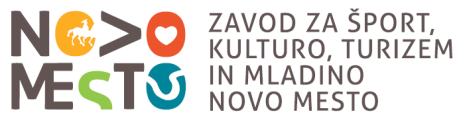 NOVO
MESTO
ZAVOD ZA ŠPORT,
KULTURO, TURIZEM
IN MLADINO
NOVO MESTO